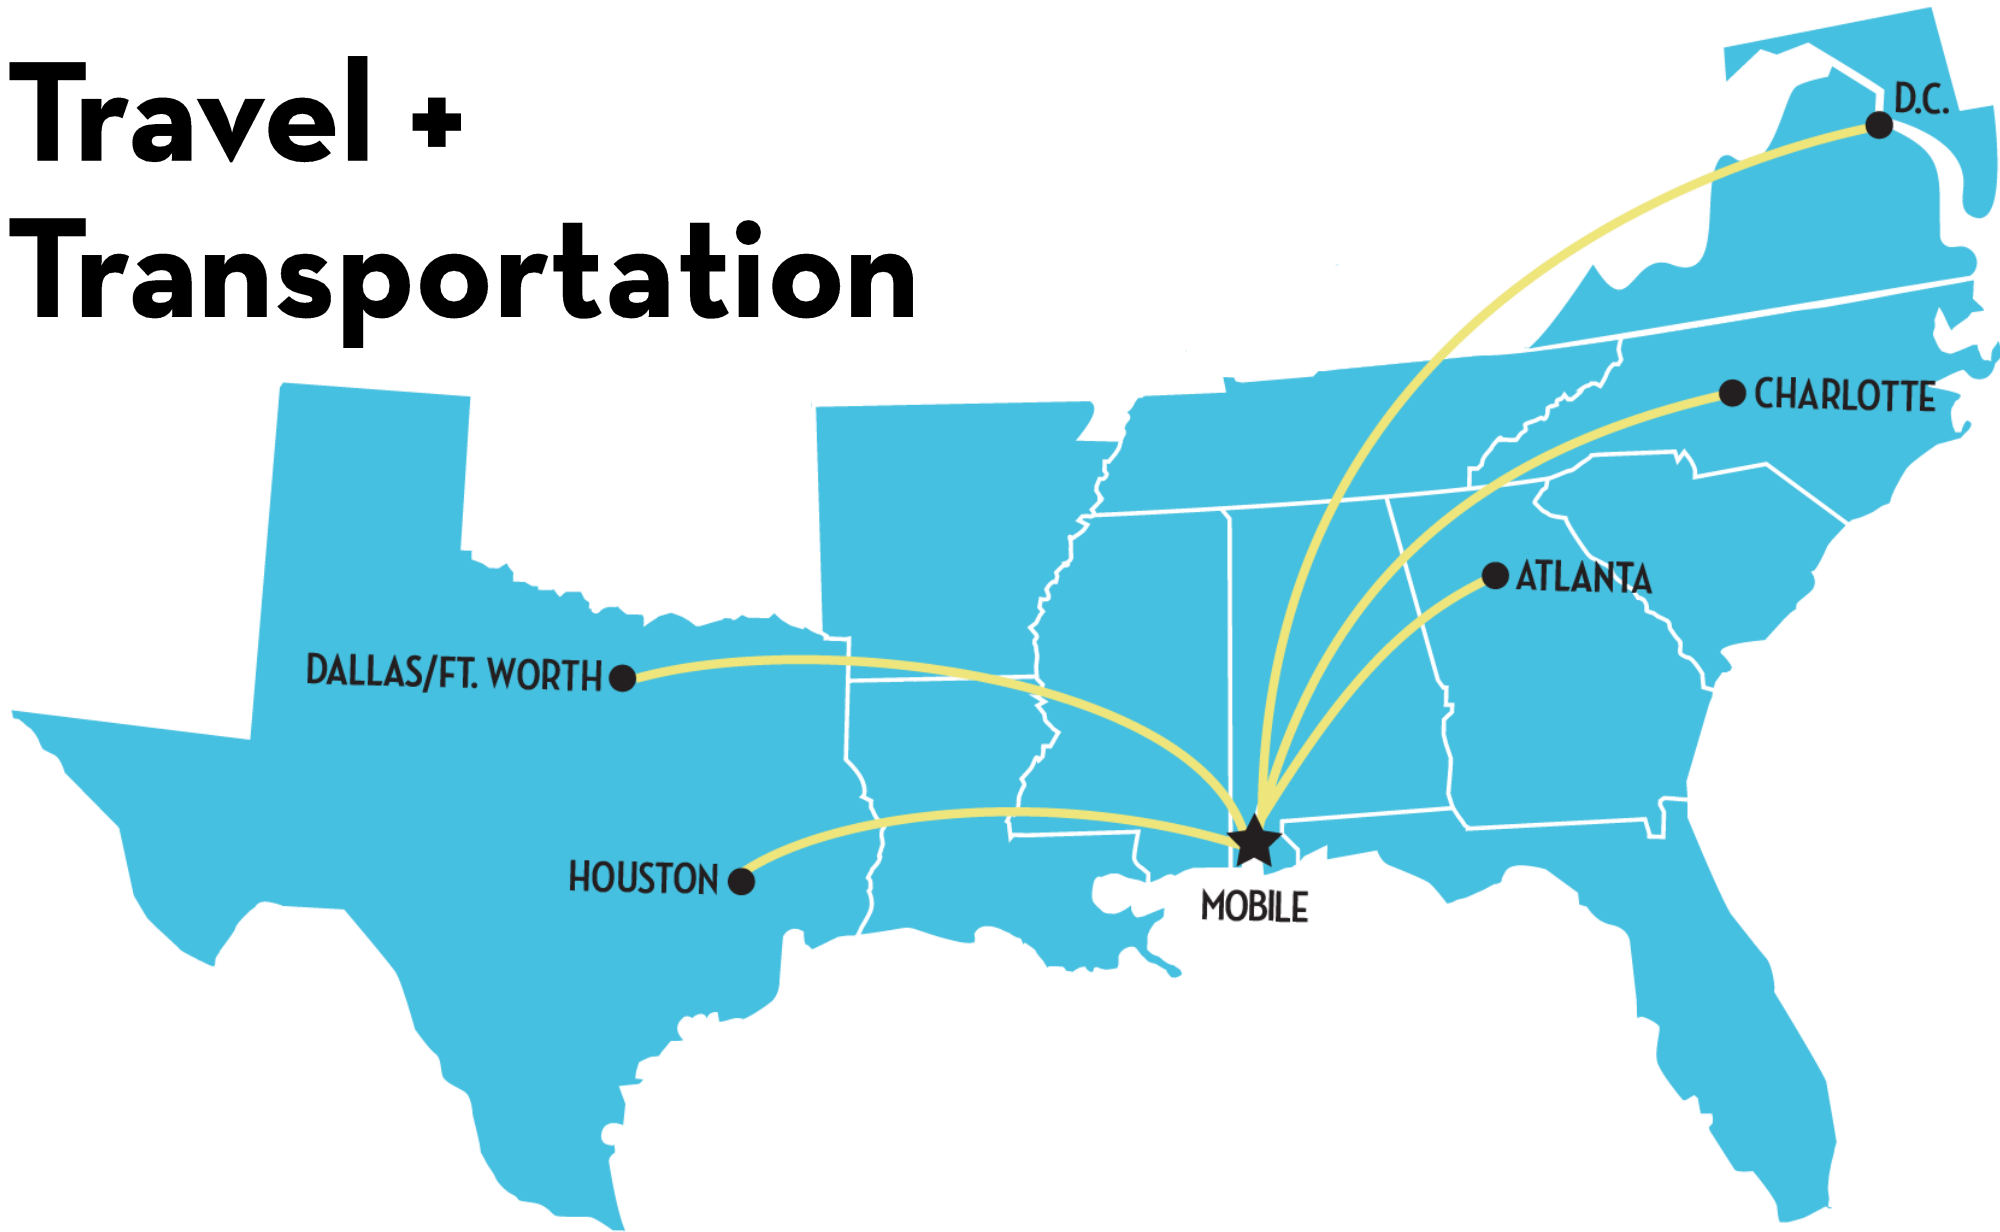 Travel +
Transportation
D.C.
CHARLOTTE
ATLANTA
DALLAS/FT. WORTH
HOUSTON
MOBILE